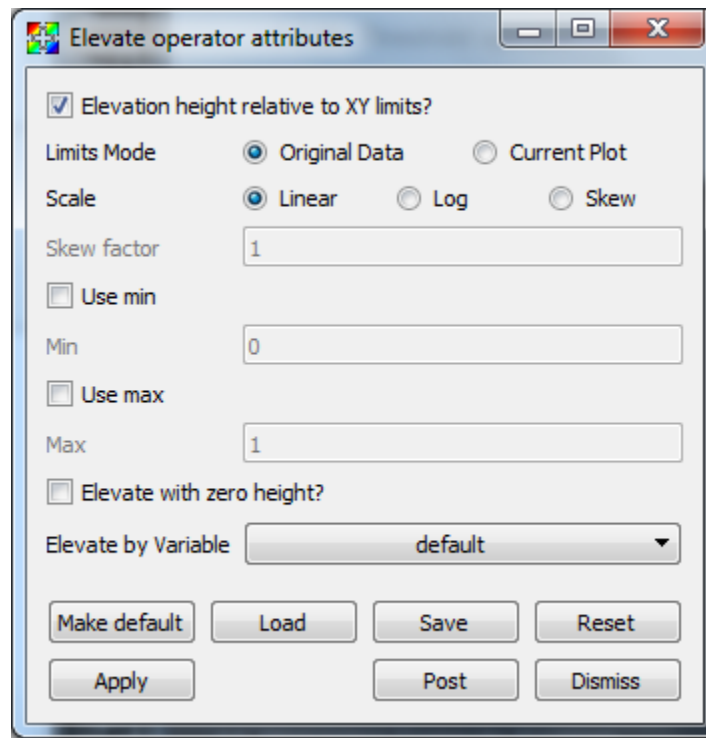 Elevate operator attributes
Elevation height relative to XY limits?
Limits Mode Original Data Current Plot
Scale Linear Log Skew
Skew factor 1
Use min
Min 0
Use max
Max 1
Elevate with zero height?
Elevate by Variable default
Make default Load Save Reset
Apply Post Dismiss